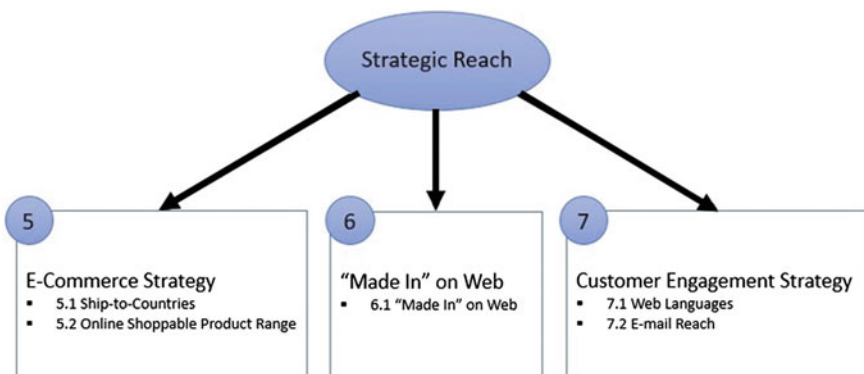 Strategic Reach
5
E-Commerce Strategy
▪ 5.1 Ship-to-Countries
▪ 5.2 Online Shoppable Product Range
6
“Made In” on Web
▪ 6.1 “Made In” on Web
7
Customer Engagement Strategy
▪ 7.1 Web Languages
▪ 7.2 E-mail Reach